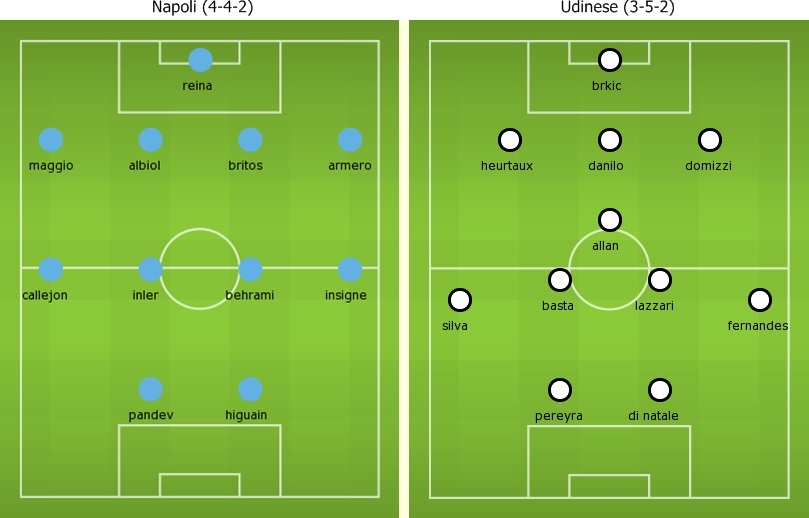 Napoli (4-4-2)
reina
maggio albiol britos armero
callejon inler behrami insigne
pandev higuain
Udinese (3-5-2)
brkic
heurtaux danilo domizzi
allan
basta lazzari
silva fernandes
pereyra di natale